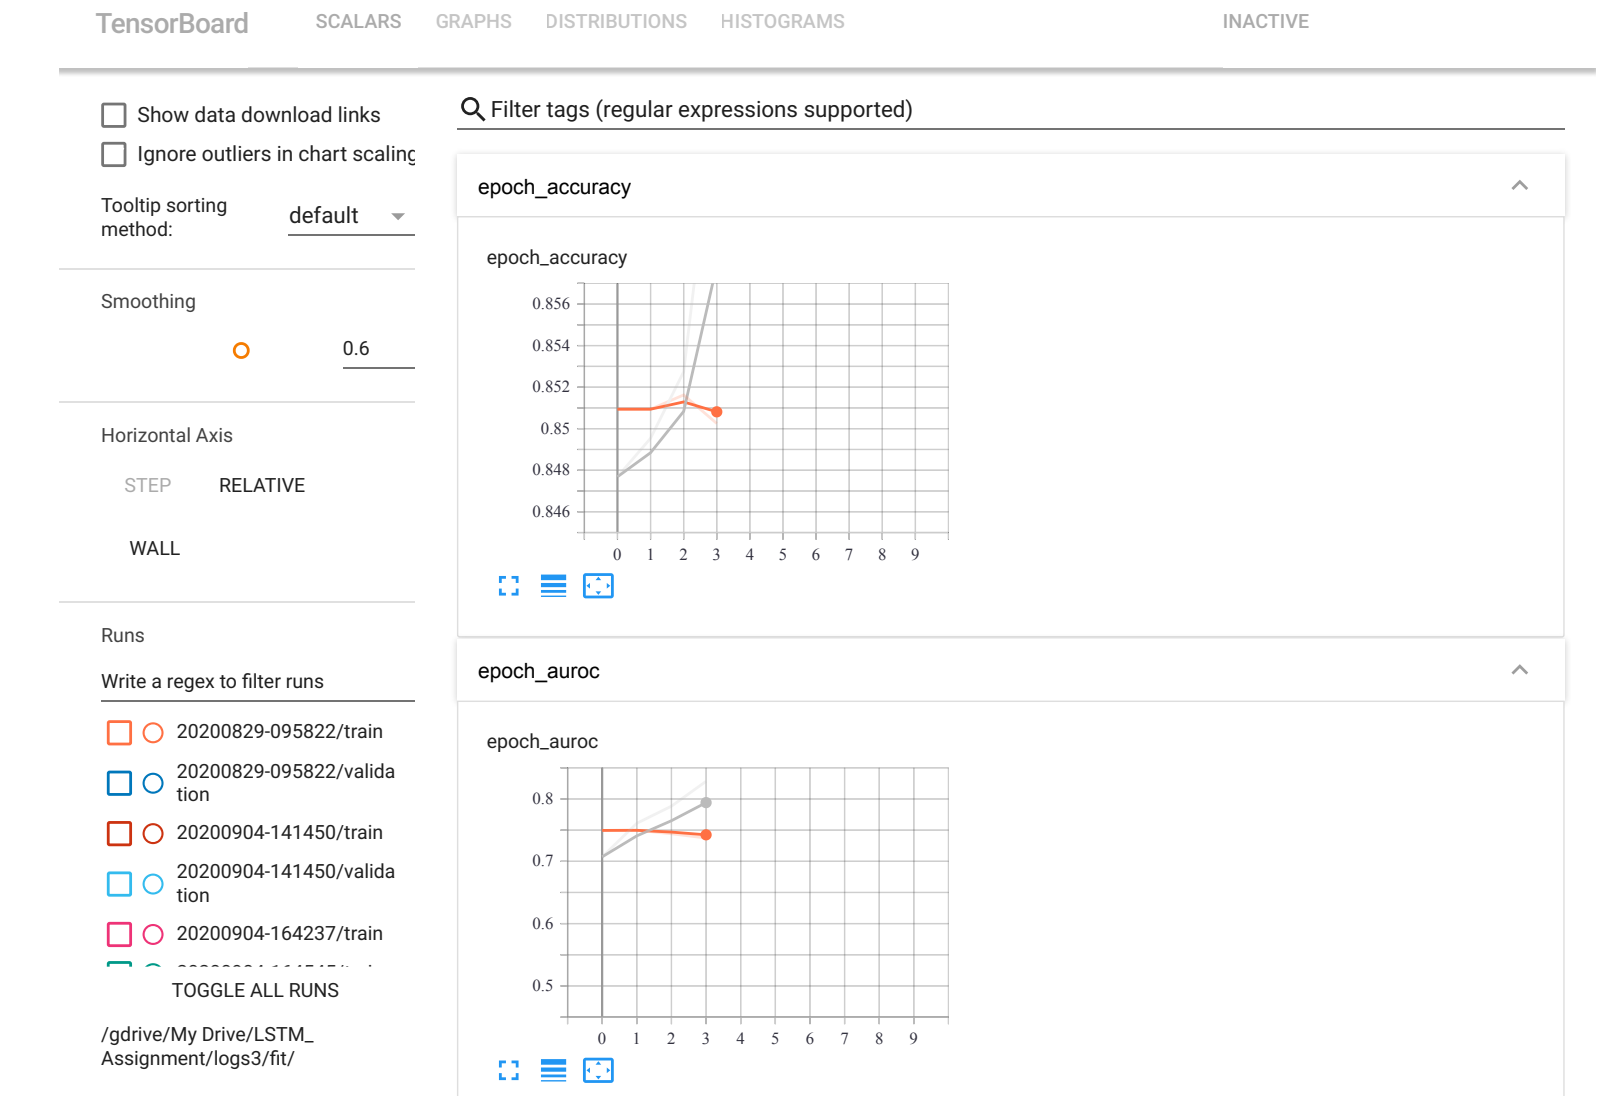 TensorBoard SCALARS GRAPHS DISTRIBUTIONS HISTOGRAMS INACTIVE
Show data download links
Ignore outliers in chart scaling
Tooltip sorting
method:
default
Smoothing
0.6
Horizontal Axis
STEP RELATIVE
WALL
Runs
Write a regex to filter runs
20200829-095822/train
20200829-095822/valida
tion
20200904-141450/train
20200904-141450/valida
tion
20200904-164237/train
TOGGLE ALL RUNS
/gdrive/My Drive/LSTM_
Assignment/logs3/fit/
Filter tags (regular expressions supported)
epoch_accuracy
epoch_accuracy
0.856
0.854
0.852
0.85
0.848
0.846
0 1 2 3 4 5 6 7 8 9
epoch_auroc
epoch_auroc
0.8
0.7
0.6
0.5
0 1 2 3 4 5 6 7 8 9